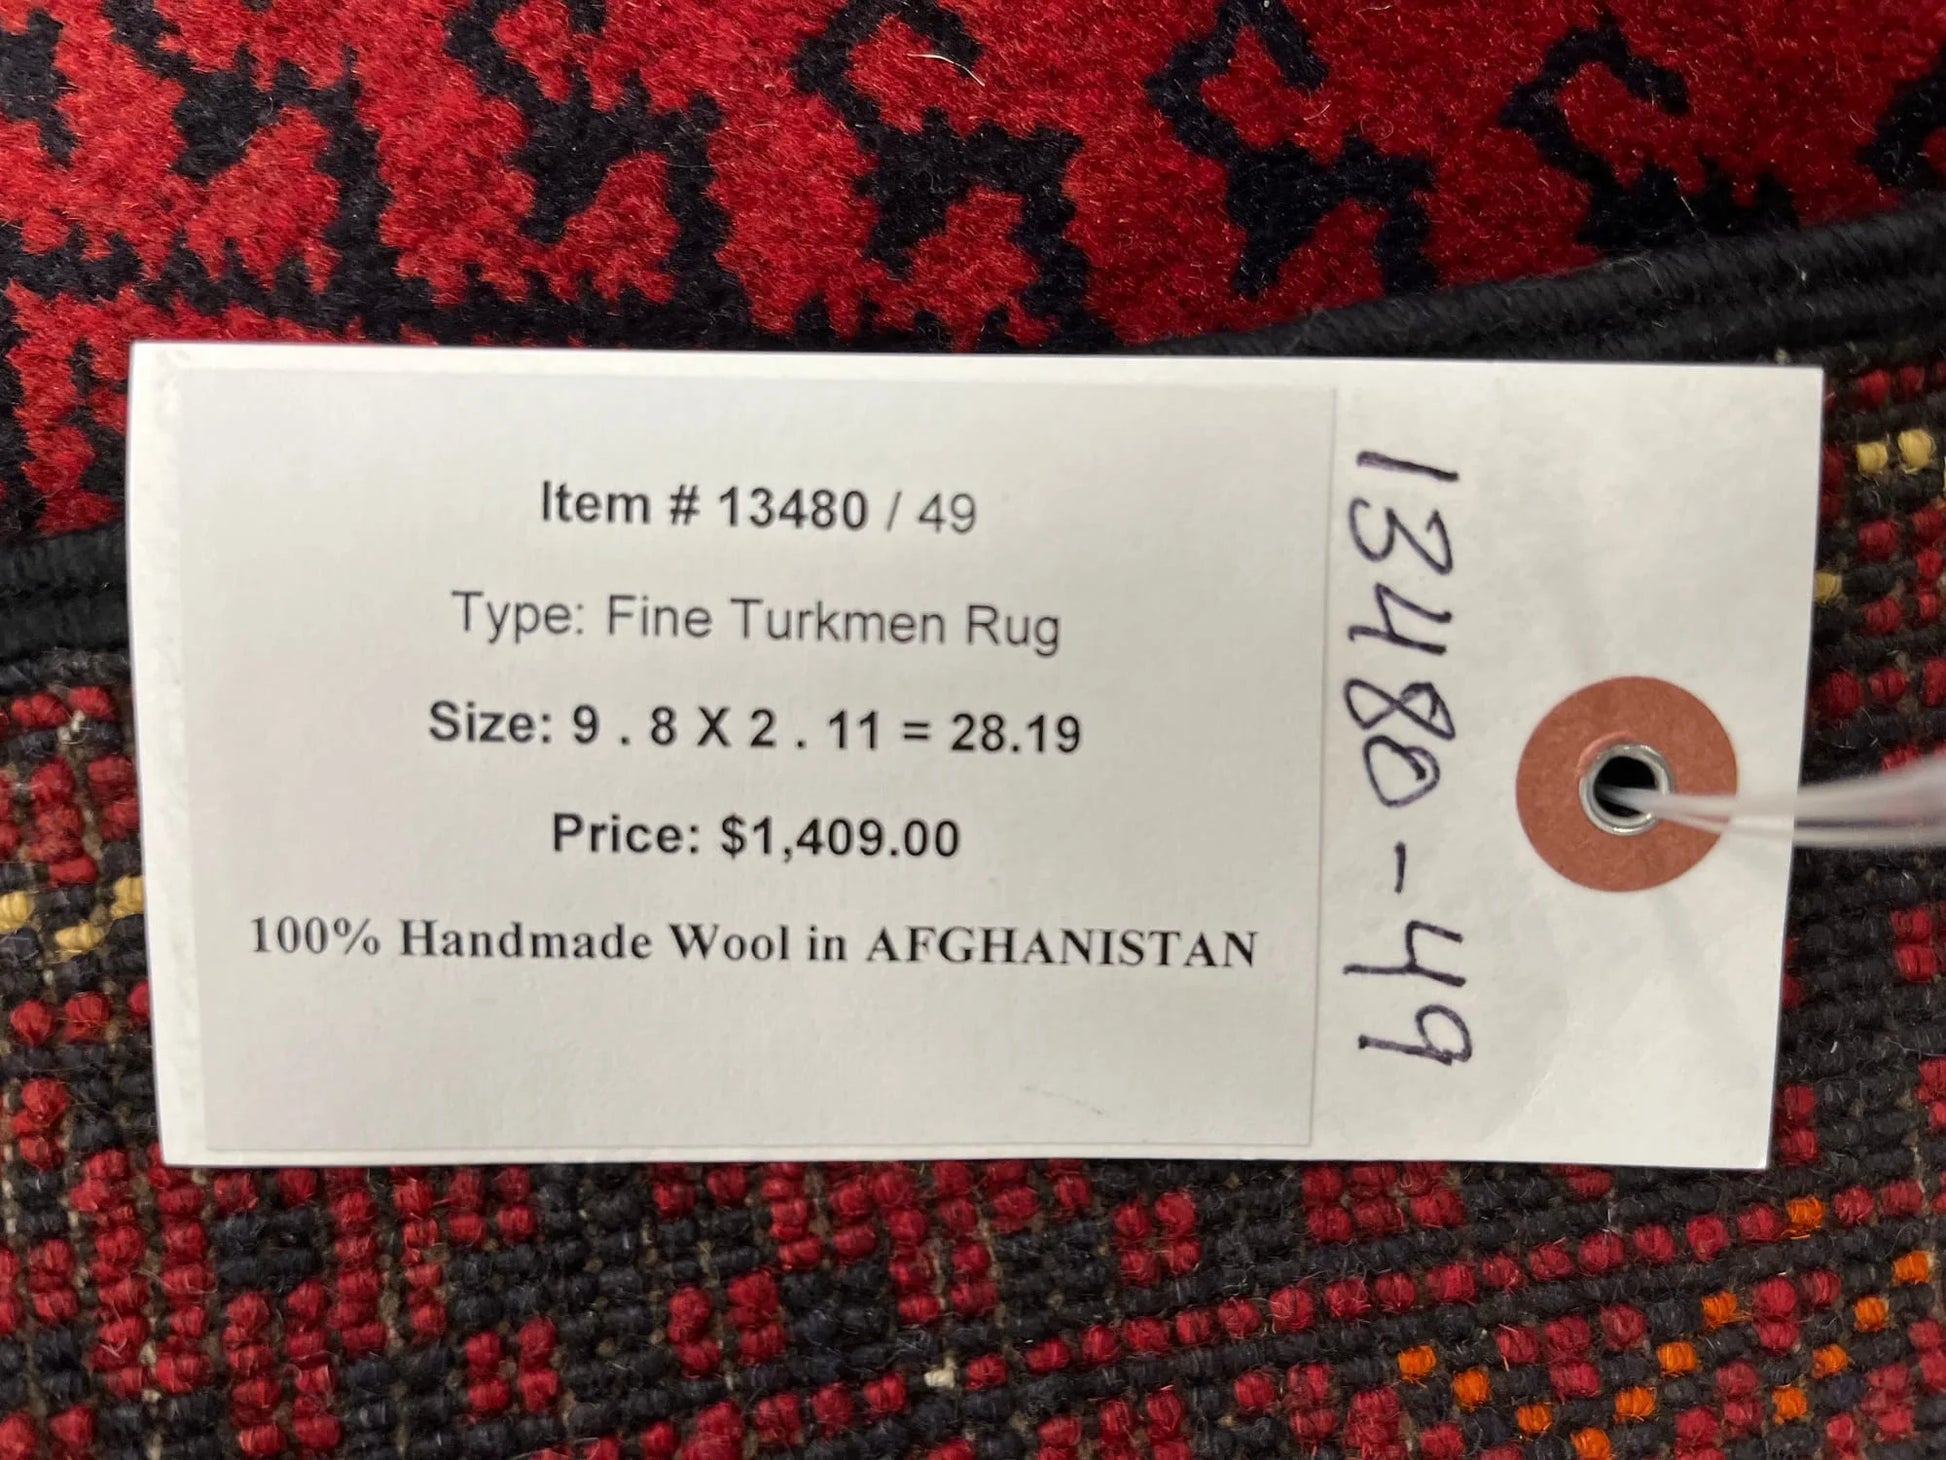 Item # 13480 / 49
Type: Fine Turkmen Rug
Size: 9 . 8 X 2 . 11 = 28.19
Price: $1,409.00
100% Handmade Wool in AFGHANISTAN
13480-49